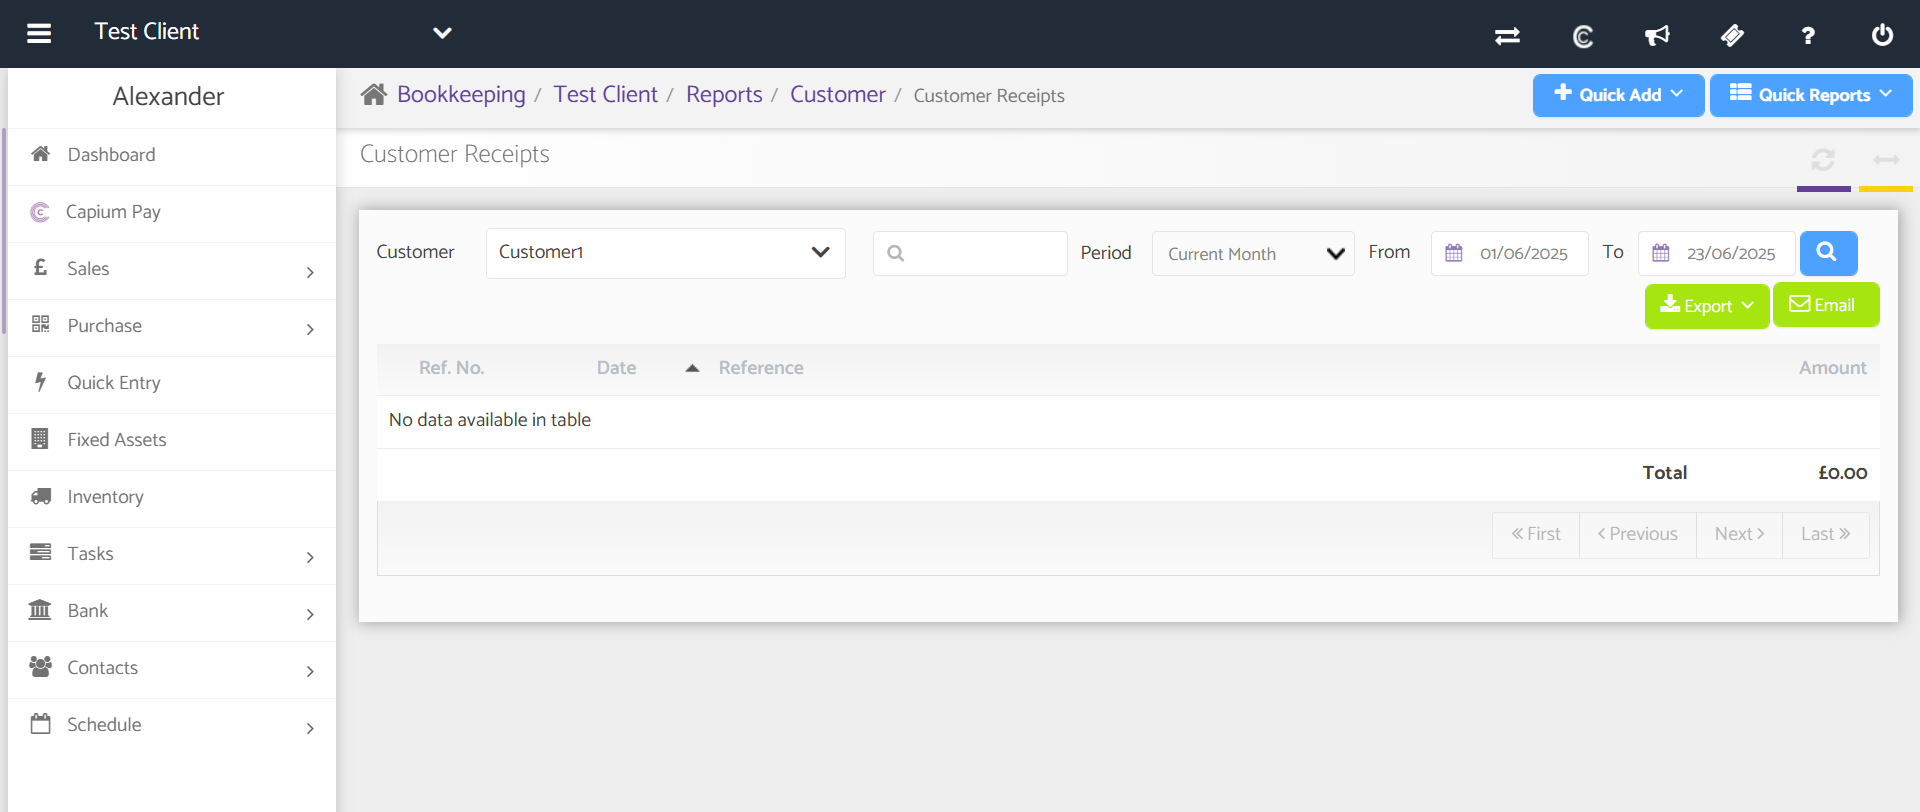 Test Client
Alexander
Bookkeeping / Test Client / Reports / Customer / Customer Receipts
+ Quick Add
Quick Reports
Dashboard
Capium Pay
Sales
Purchase
Quick Entry
Fixed Assets
Inventory
Tasks
Bank
Contacts
Schedule
Customer Receipts
Customer Customer1 Period Current Month From 01/06/2025 To 23/06/2025
Export Email
Ref. No. Date Reference Amount
No data available in table
Total £0.00
« First ‹ Previous Next › Last »